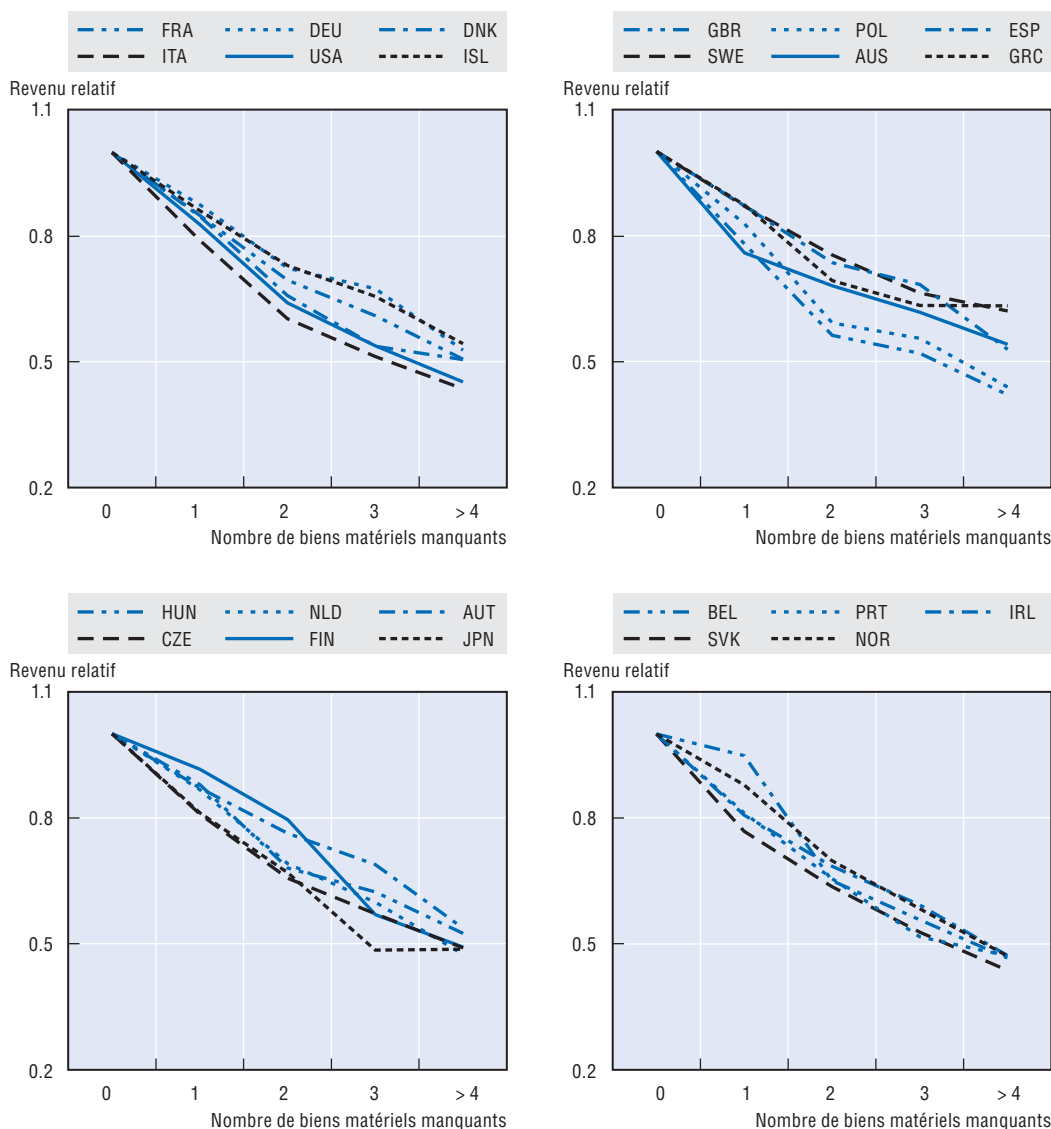 FRA DEU DNK
ITA USA ISL
Revenu relatif
1.1
0.8
0.5
0.2
0 1 2 3 > 4
Nombre de biens matériels manquants
GBR POL ESP
SWE AUS GRC
Revenu relatif
1.1
0.8
0.5
0.2
0 1 2 3 > 4
Nombre de biens matériels manquants
HUN NLD AUT
CZE FIN JPN
Revenu relatif
1.1
0.8
0.5
0.2
0 1 2 3 > 4
Nombre de biens matériels manquants
BEL PRT IRL
SVK NOR
Revenu relatif
1.1
0.8
0.5
0.2
0 1 2 3 > 4
Nombre de biens matériels manquants